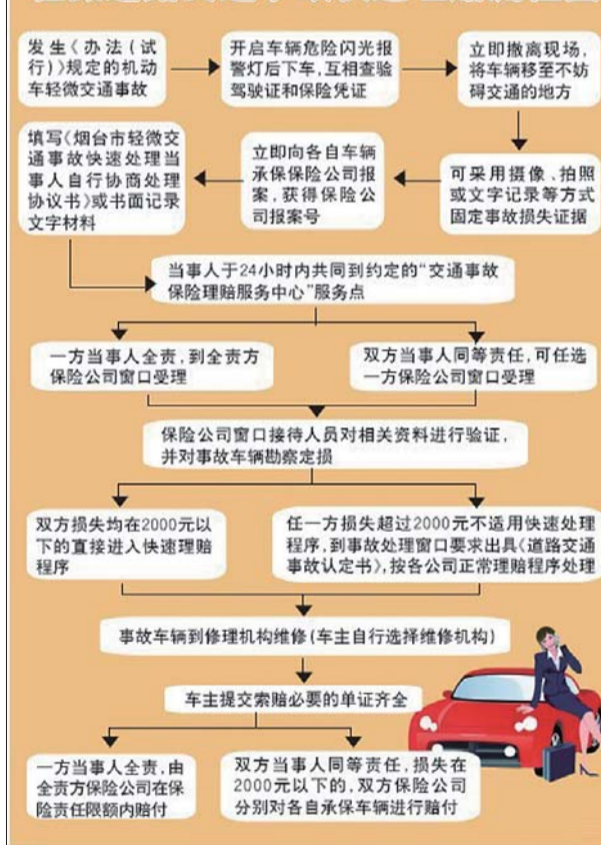 发生《办法（试
行）》规定的机动
车轻微交通事故
开启车辆危险闪光报
警灯后下车，互相查验
驾驶证和保险凭证
立即撤离现场，
将车辆移至不妨
碍交通的地方
可采用摄像、拍照
或文字记录等方式
固定事故损失证据
立即向各自车辆
承保保险公司报
案，获得保险公
司报案号
填写《烟台市轻微交
通事故快速处理当
事人自行协商处理
协议书》或书面记录
文字材料
当事人于24小时内共同到约定的“交通事故
保险理赔服务中心”服务点
一方当事人全责，到全责方
保险公司窗口受理
双方当事人同等责任，可任选
一方保险公司窗口受理
保险公司窗口接待人员对相关资料进行验证，
并对事故车辆勘察定损
双方损失均在2000元以
下的直接进入快速理赔
程序
任一方损失超过2000元不适用快速处理
程序，到事故处理窗口要求出具《道路交通
事故认定书》，按各公司正常理赔程序处理
事故车辆到修理机构维修（车主自行选择维修机构）
车主提交索赔必要的单证齐全
一方当事人全责，由
全责方保险公司在保
险责任限额内赔付
双方当事人同等责任，损失在
2000元以下的，双方保险公司
分别对各自承保车辆进行赔付